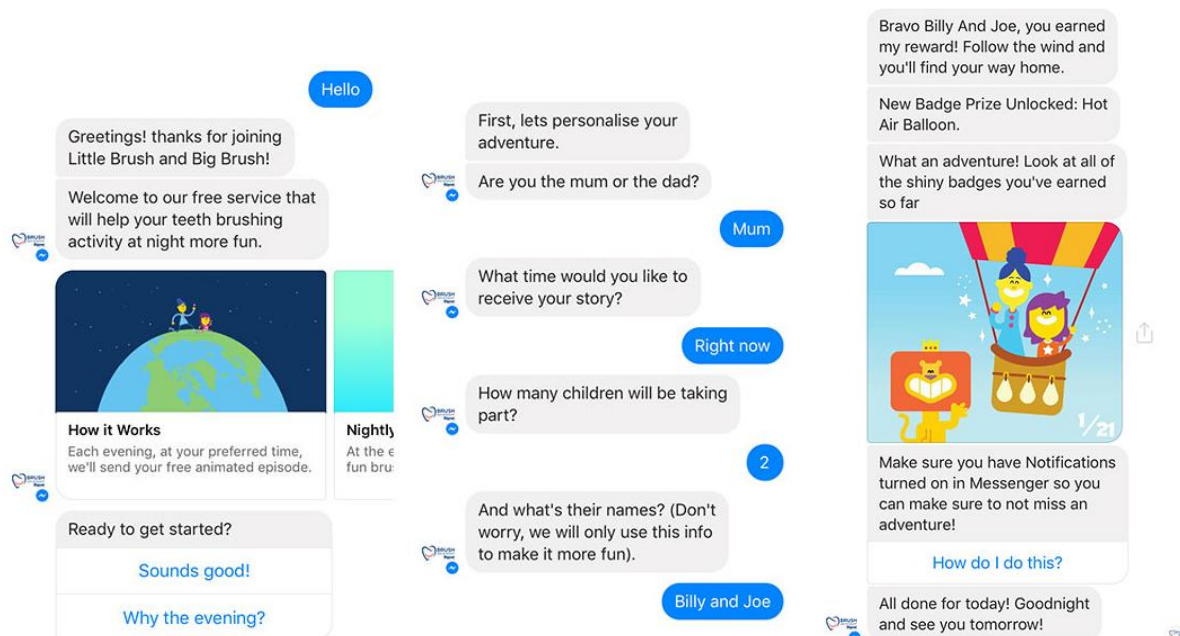 Hello
Greetings! thanks for joining
Little Brush and Big Brush!
Welcome to our free service that
will help your teeth brushing
activity at night more fun.
BRUSH
How it Works
Each evening, at your preferred time,
we'll send your free animated episode.
Nightly
At the e
fun brus
BRUSH
Ready to get started?
Sounds good!
Why the evening?
First, lets personalise your
adventure.
Are you the mum or the dad?
BRUSH
Mum
What time would you like to
receive your story?
BRUSH
Right now
How many children will be taking
part?
BRUSH
2
And what's their names? (Don't
worry, we will only use this info
to make it more fun).
BRUSH
Billy and Joe
Bravo Billy And Joe, you earned
my reward! Follow the wind and
you'll find your way home.
New Badge Prize Unlocked: Hot
Air Balloon.
What an adventure! Look at all of
the shiny badges you've earned
so far
1/21
Make sure you have Notifications
turned on in Messenger so you
can make sure to not miss an
adventure!
How do I do this?
All done for today! Goodnight
and see you tomorrow!
BRUSH